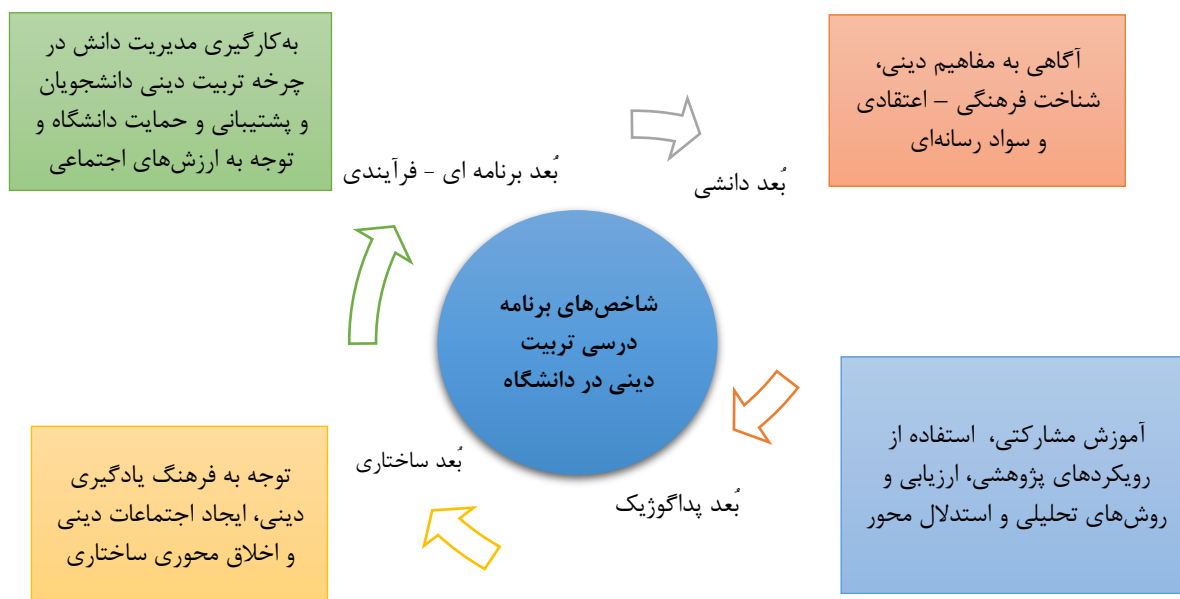 آگاهی به مفاهیم دینی،
شناخت فرهنگی – اعتقادی
و سواد رسانه‌ای
به‌کارگیری مدیریت دانش در
چرخه تربیت دینی دانشجویان
و پشتیبانی و حمایت دانشگاه و
توجه به ارزش‌های اجتماعی
بُعد دانشی
بُعد برنامه ای - فرآیندی
شاخص‌های برنامه
درسی تربیت
دینی در دانشگاه
آموزش مشارکتی، استفاده از
رویکردهای پژوهشی، ارزیابی و
روش‌های تحلیلی و استدلال محور
بُعد پداگوژیک
بُعد ساختاری
توجه به فرهنگ یادگیری
دینی، ایجاد اجتماعات دینی
و اخلاق محوری ساختاری